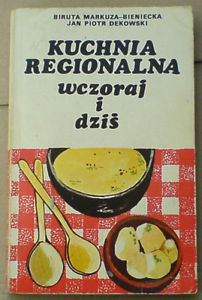 BIRUTA MARKUZA-BIENIECKA
JAN PIOTR DEKOWSKI
KUCHNIA
REGIONALNA
wczoraj
i
dziś